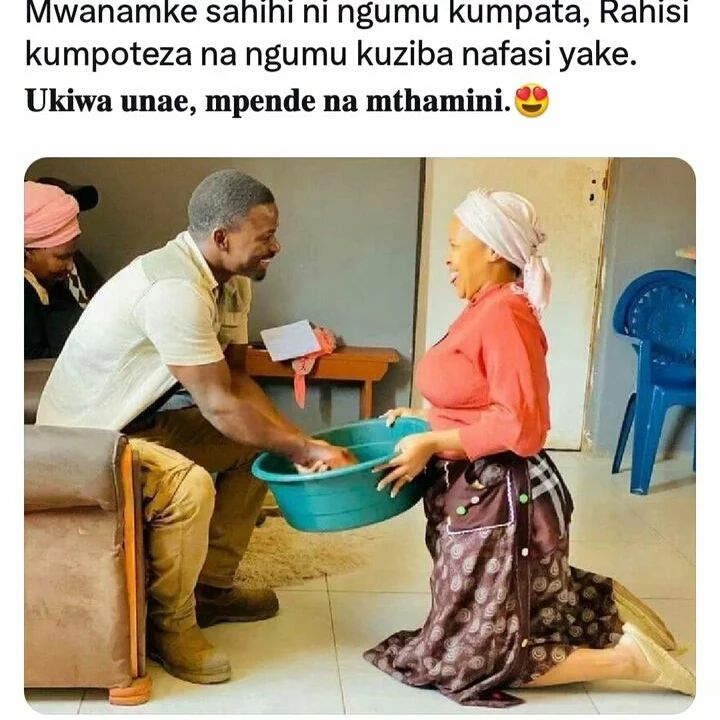 Mwanamke sahihi ni ngumu kumpata, Rahisi
kumpoteza na ngumu kuziba nafasi yake.
𝐔𝐤𝐢𝐰𝐚 𝐮𝐧𝐚𝐞, 𝐦𝐩𝐞𝐧𝐝𝐞 𝐧𝐚 𝐦𝐭𝐡𝐚𝐦𝐢𝐧𝐢.😍